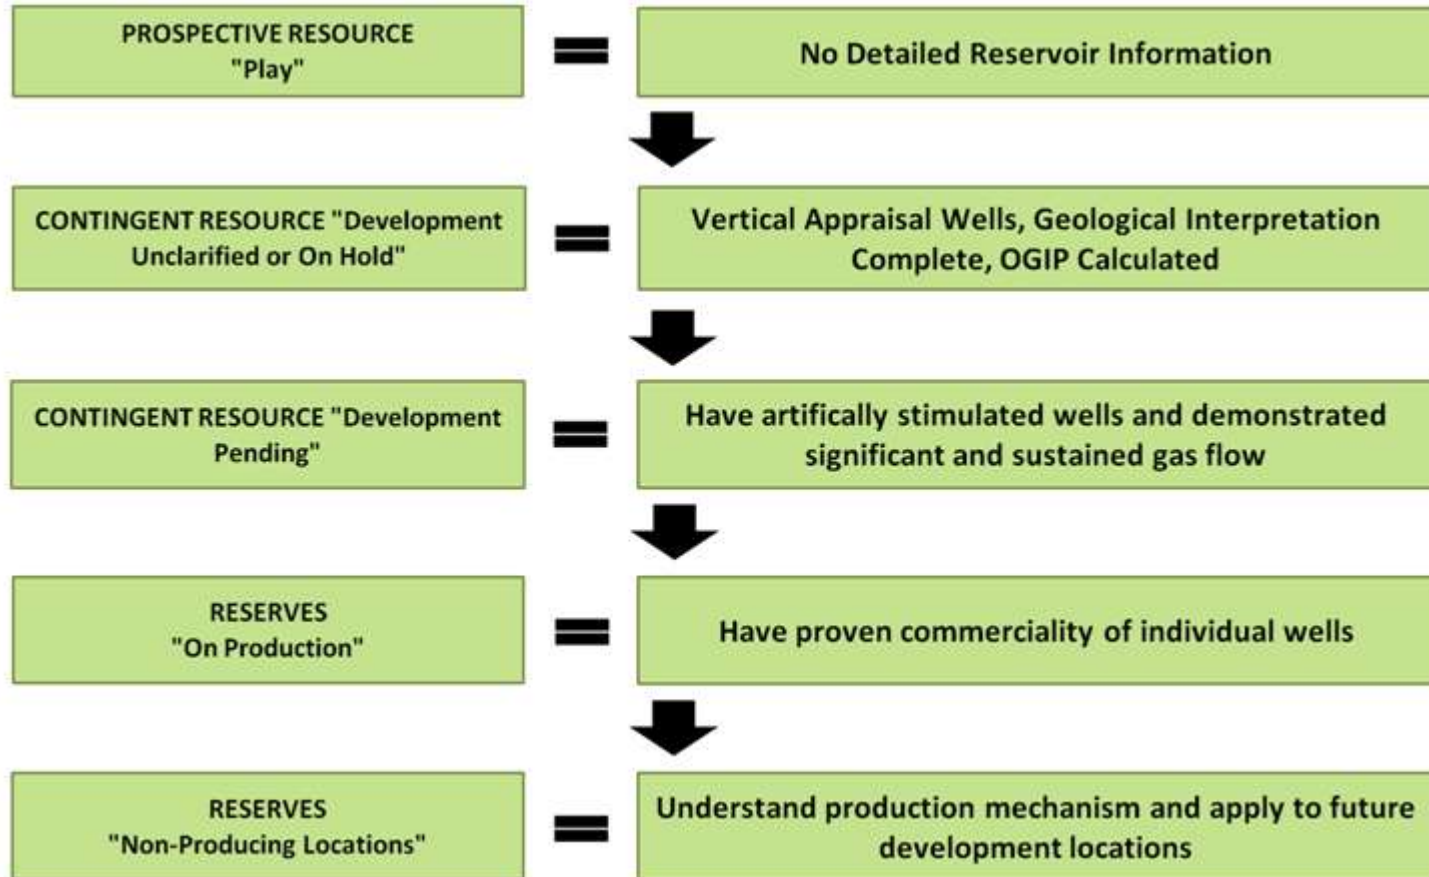 PROSPECTIVE RESOURCE
"Play"
No Detailed Reservoir Information
CONTINGENT RESOURCE "Development
Unclarified or On Hold"
Vertical Appraisal Wells, Geological Interpretation
Complete, OGIP Calculated
CONTINGENT RESOURCE "Development
Pending"
Have artifically stimulated wells and demonstrated
significant and sustained gas flow
RESERVES
"On Production"
Have proven commerciality of individual wells
RESERVES
"Non-Producing Locations"
Understand production mechanism and apply to future
development locations